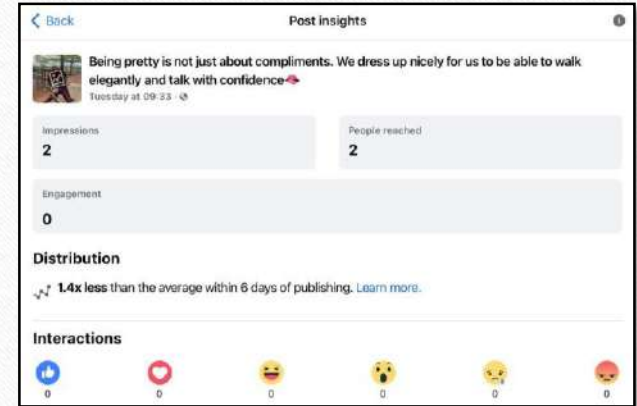 Back
Post insights
Being pretty is not just about compliments. We dress up nicely for us to be able to walk
elegantly and talk with confidence
Tuesday at 09:33
Impressions
2
People reached
2
Engagement
0
Distribution
1.4x less than the average within 6 days of publishing. Learn more.
Interactions
0 0 0 0 0 0